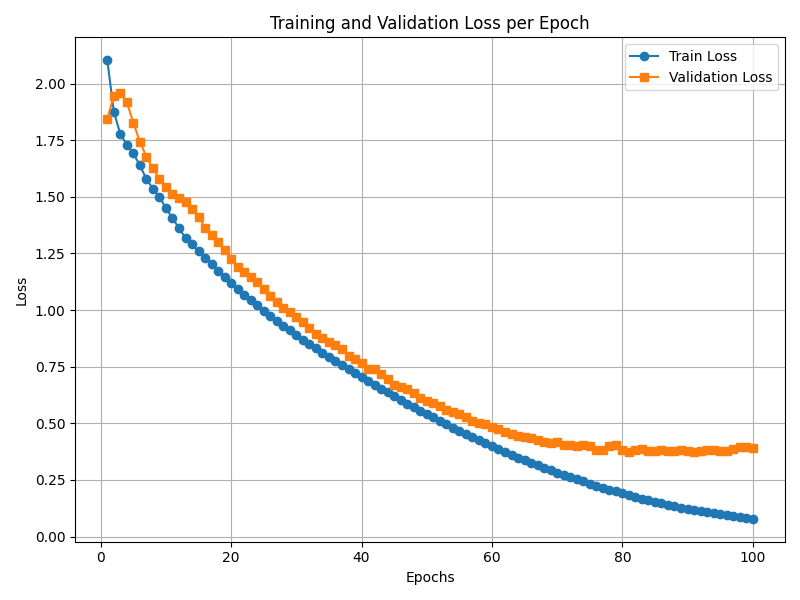 Training and Validation Loss per Epoch
Train Loss
Validation Loss
2.00
1.75
1.50
1.25
1.00
0.75
0.50
0.25
0.00
Loss
0 20 40 60 80 100
Epochs